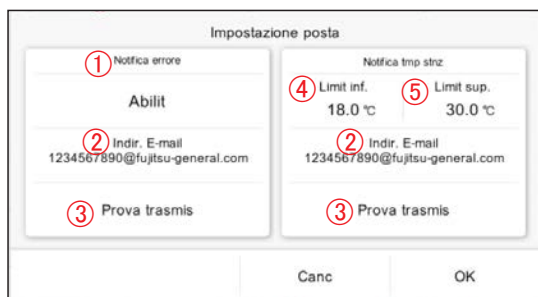 Impostazione posta
① Notifica errore
Abilit
② Indir. E-mail
1234567890@fujitsu-general.com
③ Prova trasmis
Notifica tmp stnz
④ Limit inf.
18.0 °C
⑤ Limit sup.
30.0 °C
② Indir. E-mail
1234567890@fujitsu-general.com
③ Prova trasmis
Canc
OK